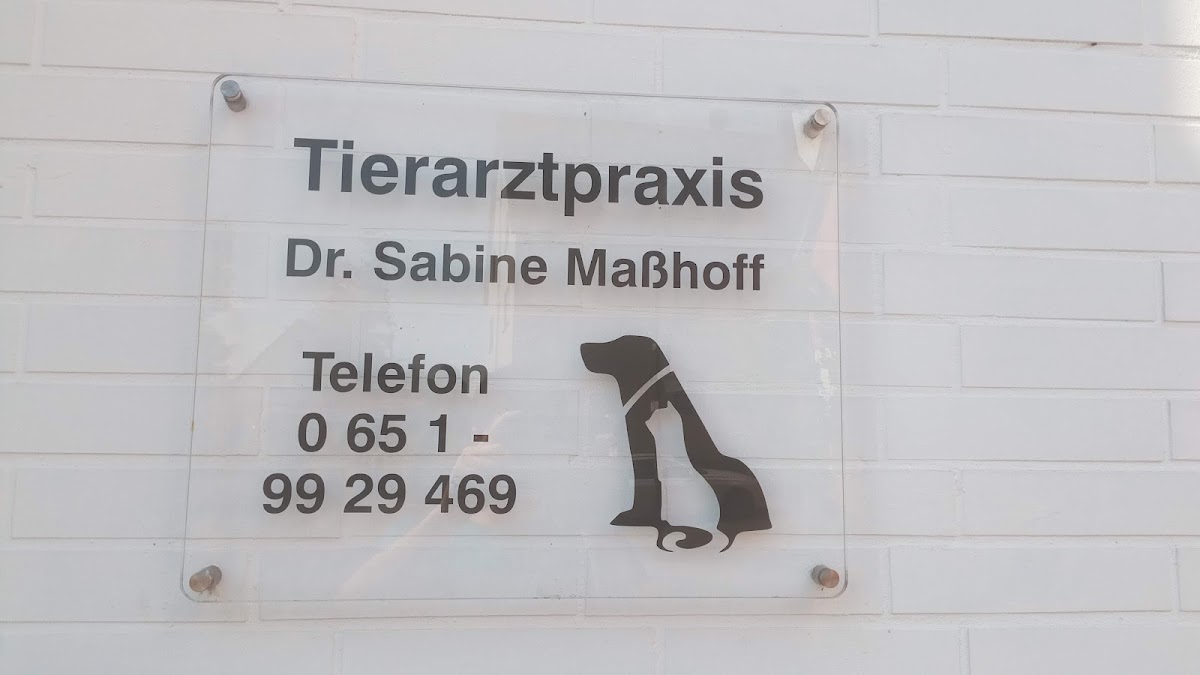 Tierarztpraxis
Dr. Sabine Maßhoff
Telefon
0 65 1 -
99 29 469